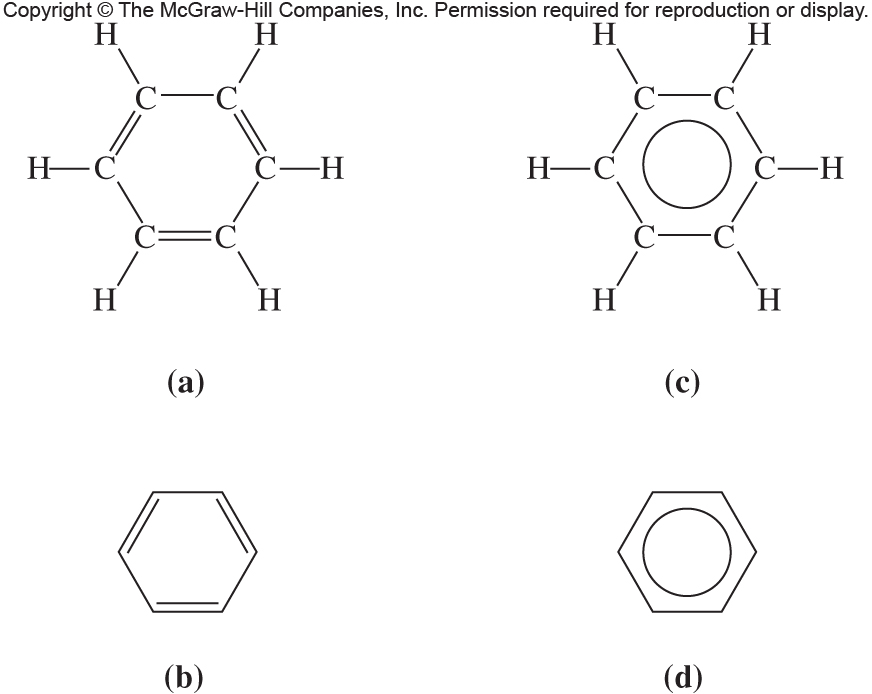 Copyright © The McGraw-Hill Companies, Inc. Permission required for reproduction or display.
H H H H
C C C C
H C C H H C C H
C C C C
H H H H
(a) (c)
(b) (d)